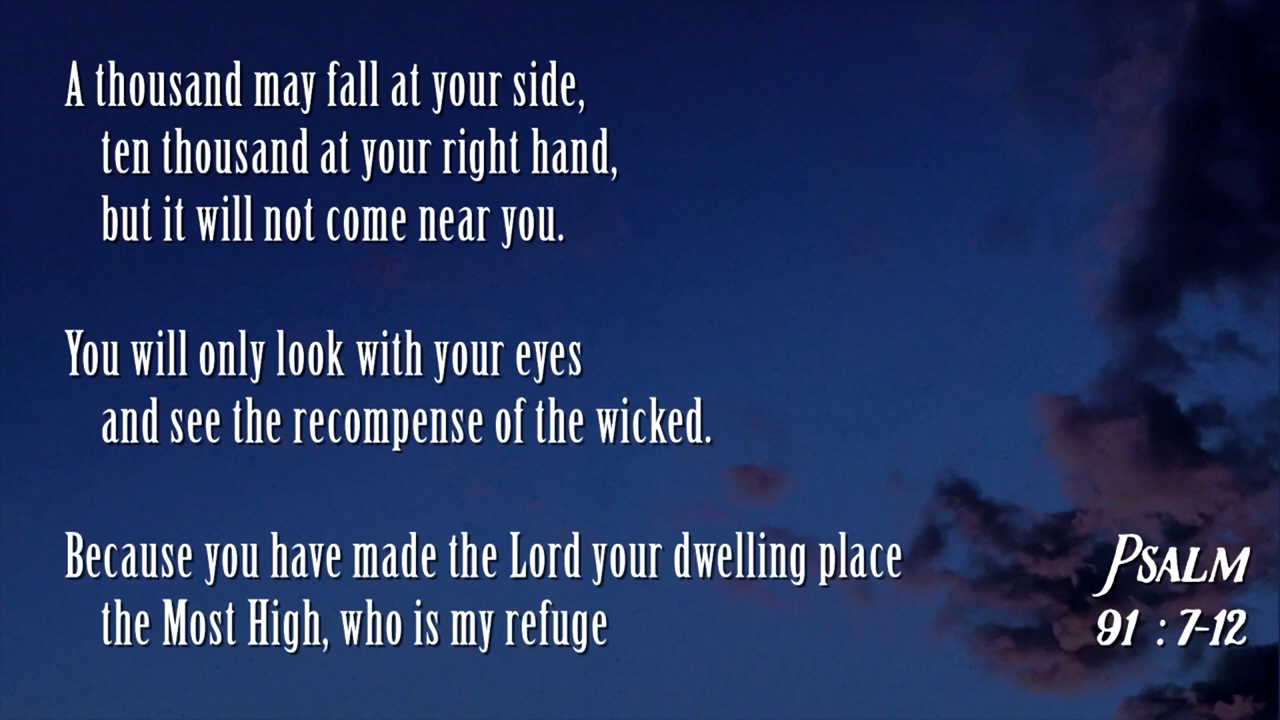 A thousand may fall at your side,
ten thousand at your right hand,
but it will not come near you.
You will only look with your eyes
and see the recompense of the wicked.
Because you have made the Lord your dwelling place
the Most High, who is my refuge
Psalm
91 : 7-12